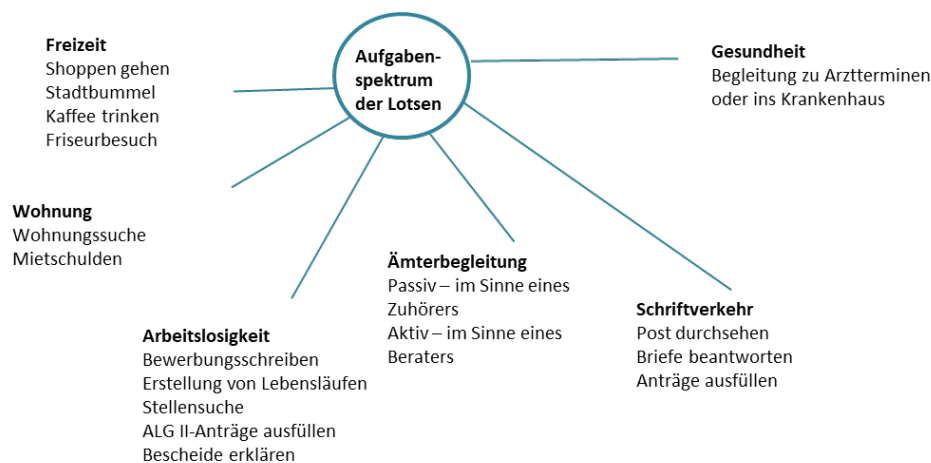 Aufgaben-
spektrum
der Lotsen
Freizeit
Shoppen gehen
Stadtbummel
Kaffee trinken
Friseurbesuch
Wohnung
Wohnungssuche
Mietschulden
Arbeitslosigkeit
Bewerbungsschreiben
Erstellung von Lebensläufen
Stellensuche
ALG II-Anträge ausfüllen
Bescheide erklären
Ämterbegleitung
Passiv – im Sinne eines
Zuhörers
Aktiv – im Sinne eines
Beraters
Schriftverkehr
Post durchsehen
Briefe beantworten
Anträge ausfüllen
Gesundheit
Begleitung zu Arztterminen
oder ins Krankenhaus